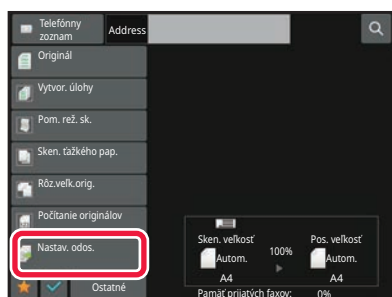 Telefónny
zoznam
Address
Originál
Vytvor. úlohy
Pom. rež. sk.
Sken. ťažkého pap.
Rôz.veľk.orig.
Počítanie originálov
Nastav. odos.
Ostatné
Sken. veľkosť
Pos. veľkosť
Autom.
100%
Autom.
A4
A4
Pamäť prijatých faxov:
0%